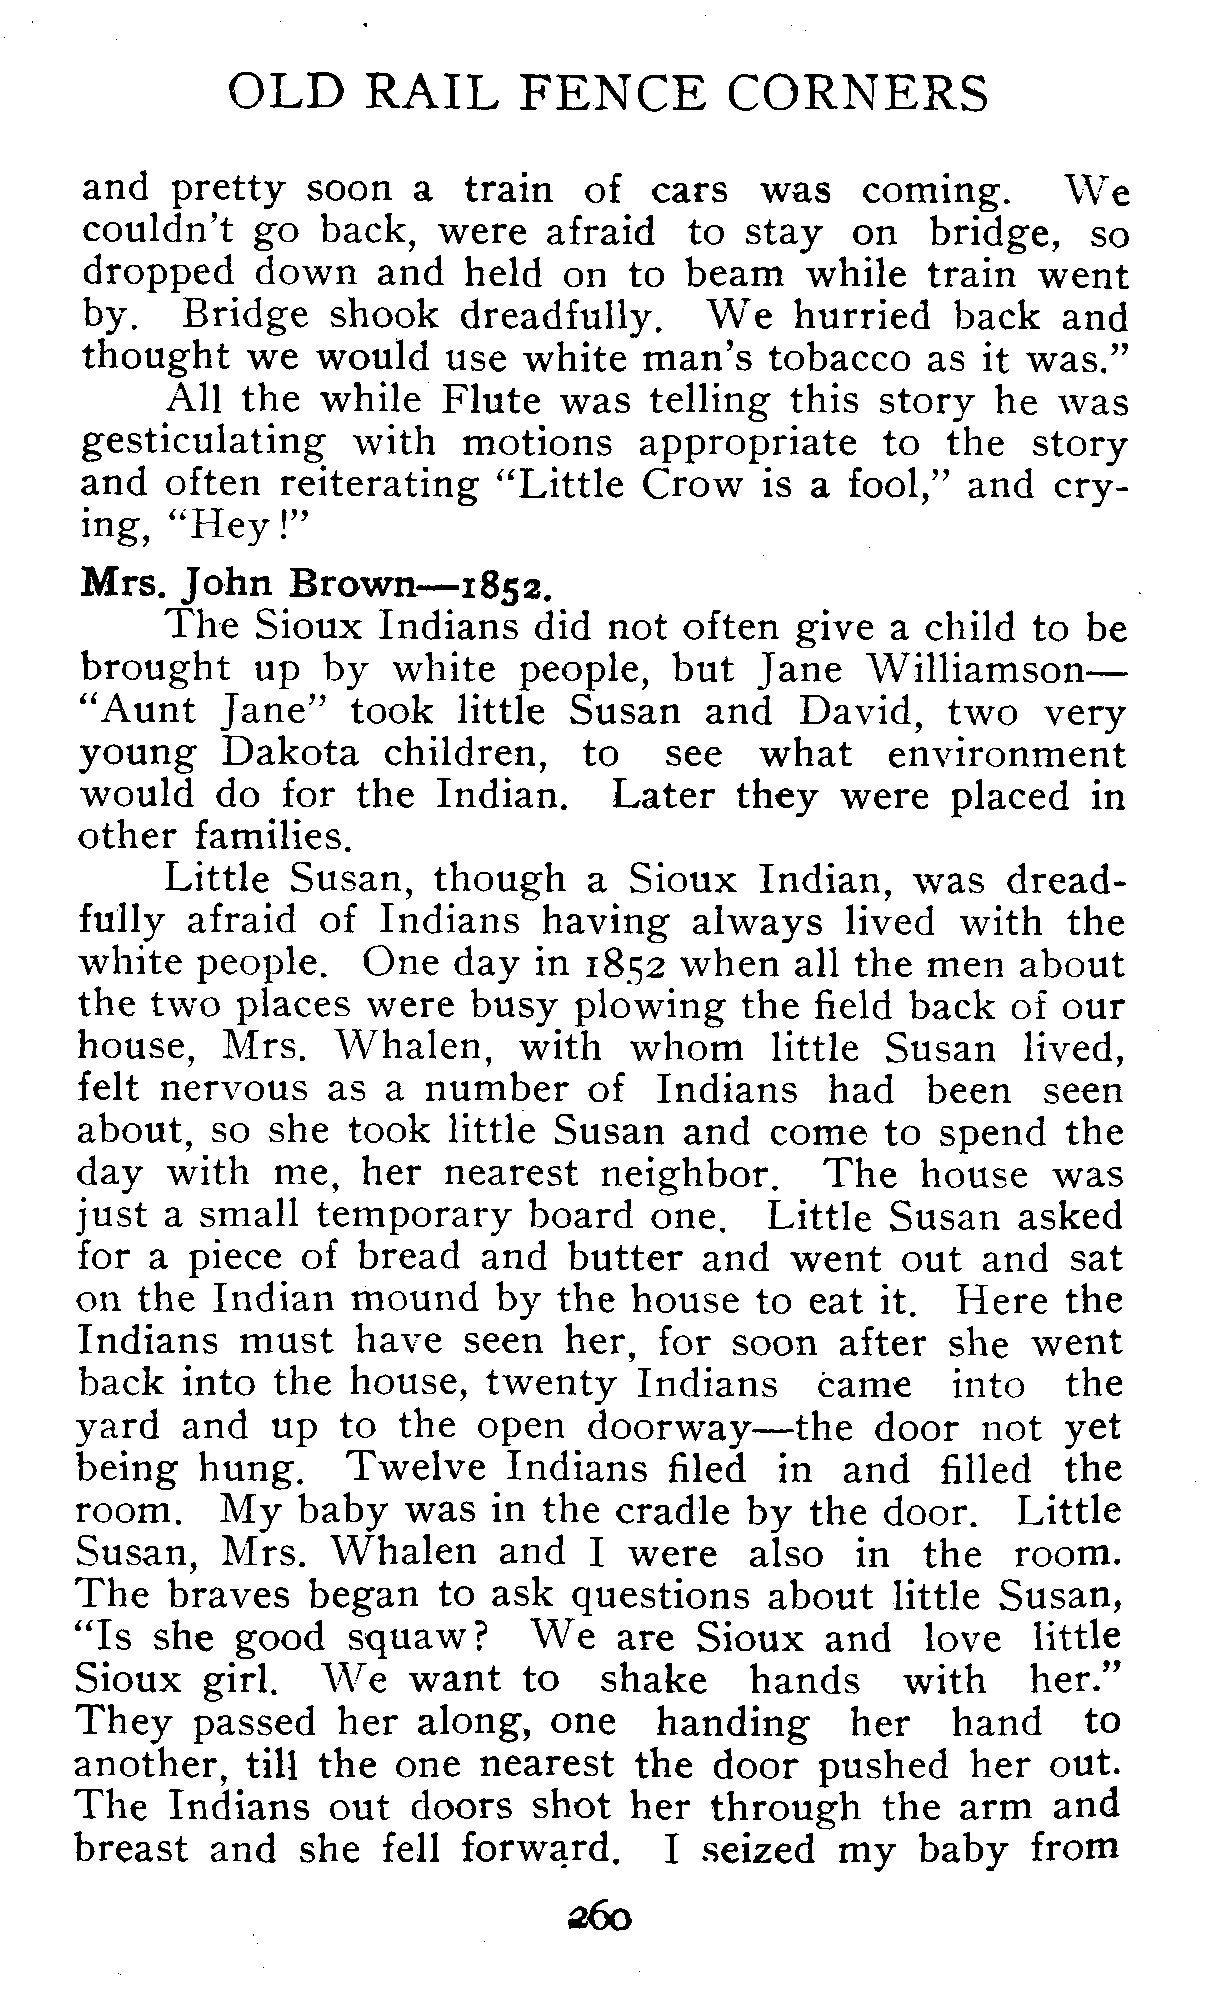 OLD RAIL FENCE CORNERS
and pretty soon a train of cars was coming. We
couldn't go back, were afraid to stay on bridge, so
dropped down and held on to beam while train went
by. Bridge shook dreadfully. We hurried back and
thought we would use white man's tobacco as it was."
All the while Flute was telling this story he was
gesticulating with motions appropriate to the story
and often reiterating "Little Crow is a fool," and cry-
ing, "Hey!"
Mrs. John Brown—1852.
The Sioux Indians did not often give a child to be
brought up by white people, but Jane Williamson—
"Aunt Jane" took little Susan and David, two very
young Dakota children, to see what environment
would do for the Indian. Later they were placed in
other families.
Little Susan, though a Sioux Indian, was dread-
fully afraid of Indians having always lived with the
white people. One day in 1852 when all the men about
the two places were busy plowing the field back of our
house, Mrs. Whalen, with whom little Susan lived,
felt nervous as a number of Indians had been seen
about, so she took little Susan and come to spend the
day with me, her nearest neighbor. The house was
just a small temporary board one. Little Susan asked
for a piece of bread and butter and went out and sat
on the Indian mound by the house to eat it. Here the
Indians must have seen her, for soon after she went
back into the house, twenty Indians came into the
yard and up to the open doorway—the door not yet
being hung. Twelve Indians filed in and filled the
room. My baby was in the cradle by the door. Little
Susan, Mrs. Whalen and I were also in the room.
The braves began to ask questions about little Susan,
"Is she good squaw? We are Sioux and love little
Sioux girl. We want to shake hands with her."
They passed her along, one handing her hand to
another, till the one nearest the door pushed her out.
The Indians out doors shot her through the arm and
breast and she fell forward. I seized my baby from
260